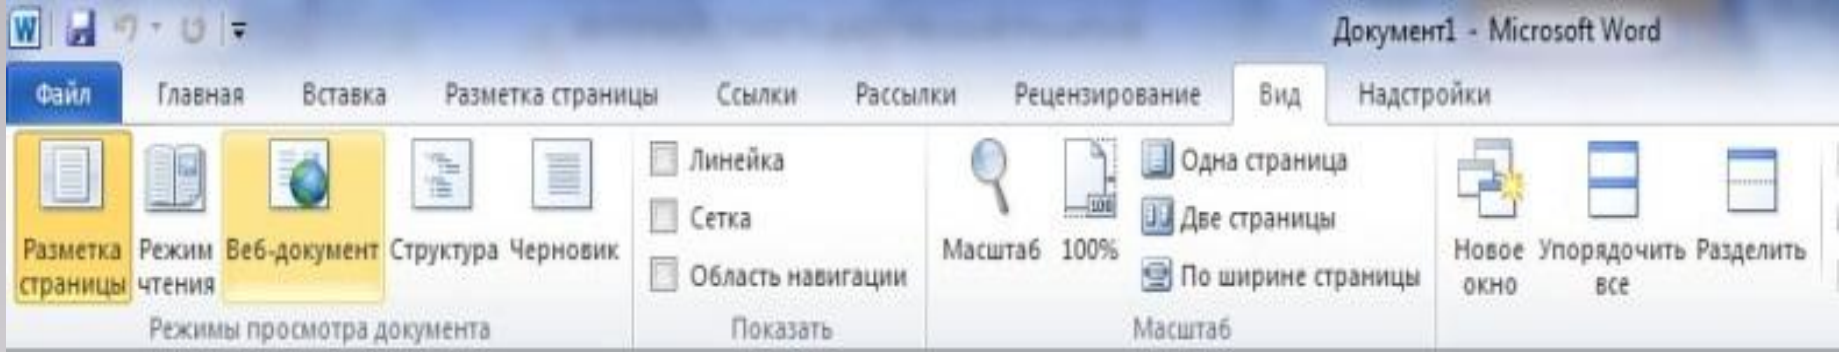 Документ1 - Microsoft Word
Файл Главная Вставка Разметка страницы Ссылки Рассылки Рецензирование Вид Надстройки
Разметка страницы
Режим чтения
Веб-документ
Структура
Черновик
Режимы просмотра документа
Линейка
Сетка
Область навигации
Показать
Масштаб
100%
Одна страница
Две страницы
По ширине страницы
Масштаб
Новое окно
Упорядочить все
Разделить